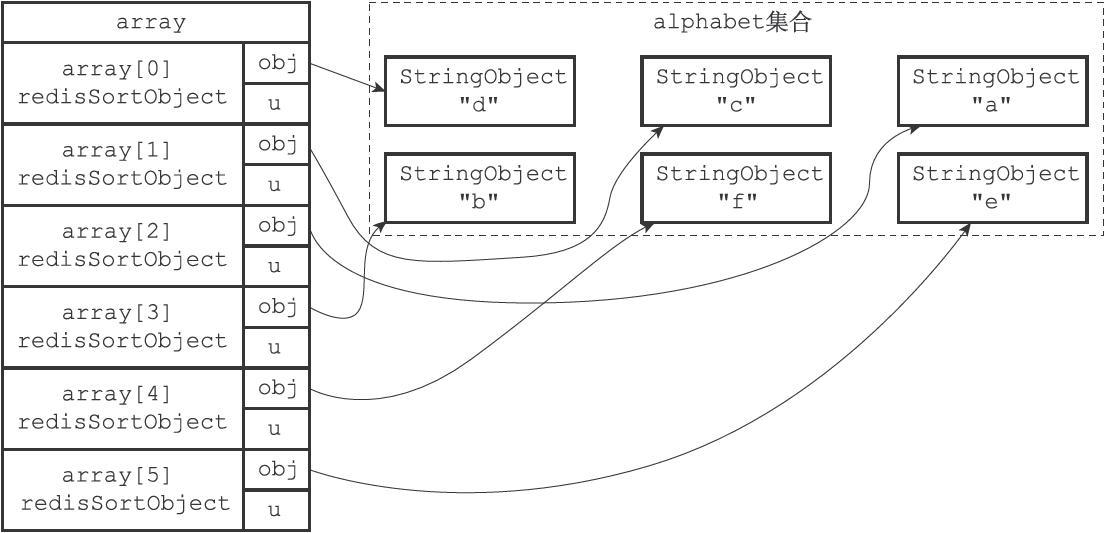 array
array[0]
redisSortObject
obj
u
array[1]
redisSortObject
obj
u
array[2]
redisSortObject
obj
u
array[3]
redisSortObject
obj
u
array[4]
redisSortObject
obj
u
array[5]
redisSortObject
obj
u
alphabet集合
StringObject
"d"
StringObject
"c"
StringObject
"a"
StringObject
"b"
StringObject
"f"
StringObject
"e"